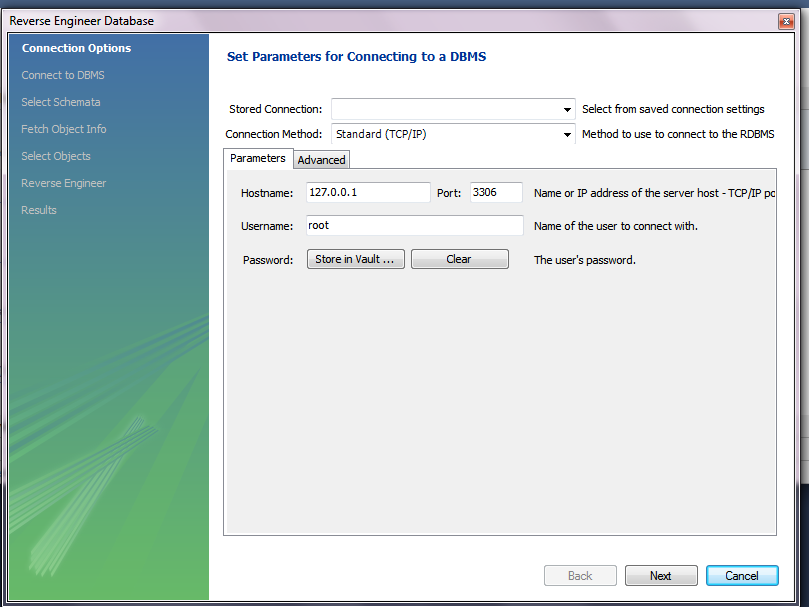 Reverse Engineer Database
Connection Options
Connect to DBMS
Select Schemata
Fetch Object Info
Select Objects
Reverse Engineer
Results
Set Parameters for Connecting to a DBMS
Stored Connection: Select from saved connection settings
Connection Method: Standard (TCP/IP) Method to use to connect to the RDBMS
Parameters Advanced
Hostname: 127.0.0.1 Port: 3306 Name or IP address of the server host - TCP/IP po
Username: root Name of the user to connect with.
Password: Store in Vault ... Clear The user's password.
Back Next Cancel